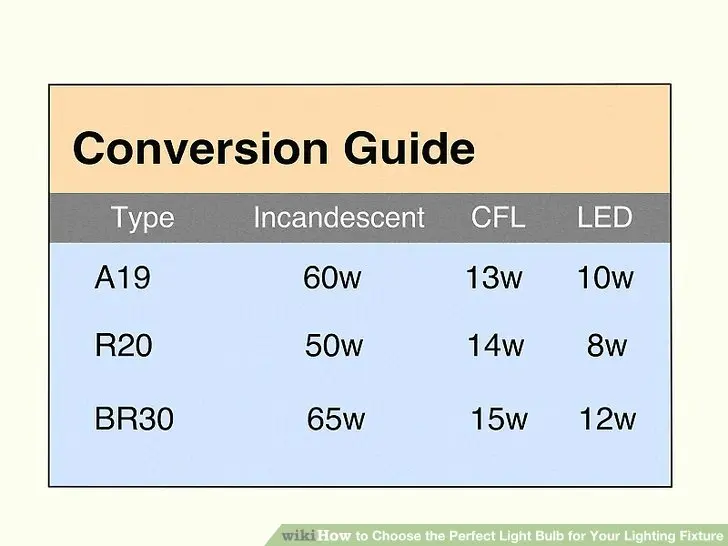 Conversion Guide
Type Incandescent CFL LED
A19 60w 13w 10w
R20 50w 14w 8w
BR30 65w 15w 12w
wikiHow to Choose the Perfect Light Bulb for Your Lighting Fixture